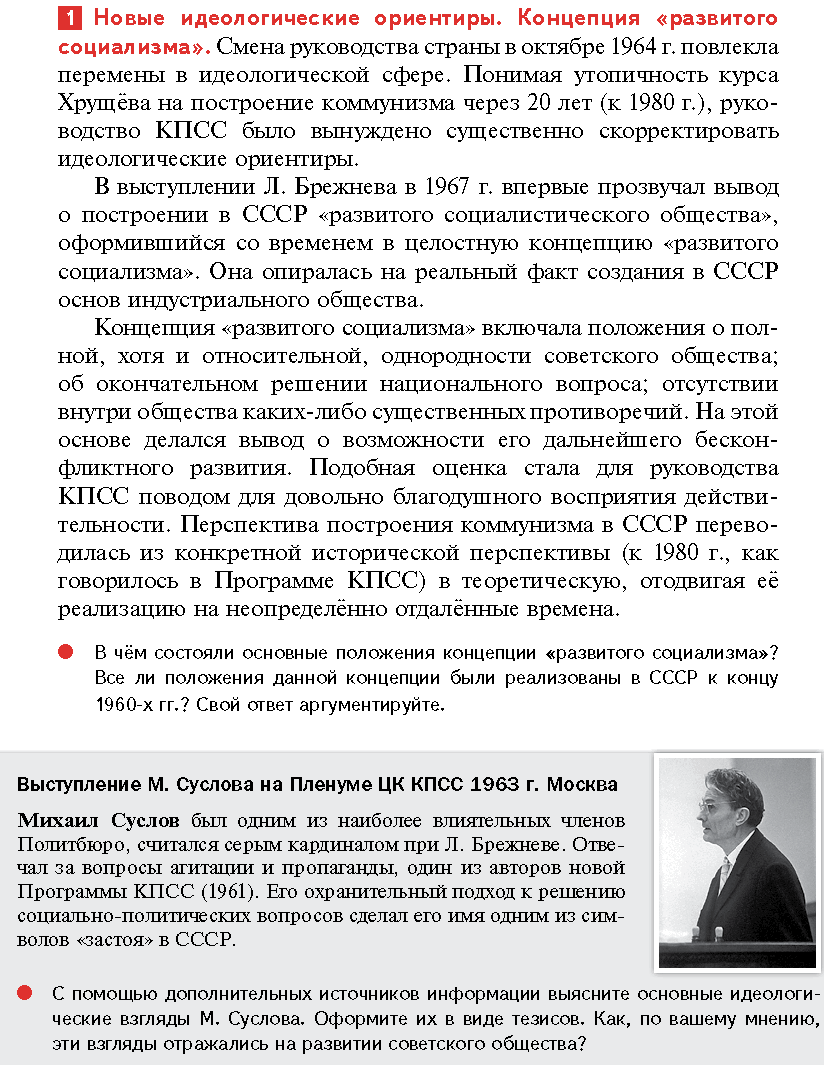 1 Новые идеологические ориентиры. Концепция «развитого
социализма». Смена руководства страны в октябре 1964 г. повлекла
перемены в идеологической сфере. Понимая утопичность курса
Хрущёва на построение коммунизма через 20 лет (к 1980 г.), руко-
водство КПСС было вынуждено существенно скорректировать
идеологические ориентиры.
В выступлении Л. Брежнева в 1967 г. впервые прозвучал вывод
о построении в СССР «развитого социалистического общества»,
оформившийся со временем в целостную концепцию «развитого
социализма». Она опиралась на реальный факт создания в СССР
основ индустриального общества.
Концепция «развитого социализма» включала положения о пол-
ной, хотя и относительной, однородности советского общества;
об окончательном решении национального вопроса; отсутствии
внутри общества каких-либо существенных противоречий. На этой
основе делался вывод о возможности его дальнейшего бескон-
фликтного развития. Подобная оценка стала для руководства
КПСС поводом для довольно благодушного восприятия действи-
тельности. Перспектива построения коммунизма в СССР перево-
дилась из конкретной исторической перспективы (к 1980 г., как
говорилось в Программе КПСС) в теоретическую, отодвигая её
реализацию на неопределённо отдалённые времена.
В чём состояли основные положения концепции «развитого социализма»?
Все ли положения данной концепции были реализованы в СССР к концу
1960-х гг.? Свой ответ аргументируйте.
Выступление М. Суслова на Пленуме ЦК КПСС 1963 г. Москва
Михаил Суслов был одним из наиболее влиятельных членов
Политбюро, считался серым кардиналом при Л. Брежневе. Отве-
чал за вопросы агитации и пропаганды, один из авторов новой
Программы КПСС (1961). Его охранительный подход к решению
социально-политических вопросов сделал его имя одним из сим-
волов «застоя» в СССР.
С помощью дополнительных источников информации выясните основные идеологи-
ческие взгляды М. Суслова. Оформите их в виде тезисов. Как, по вашему мнению,
эти взгляды отражались на развитии советского общества?